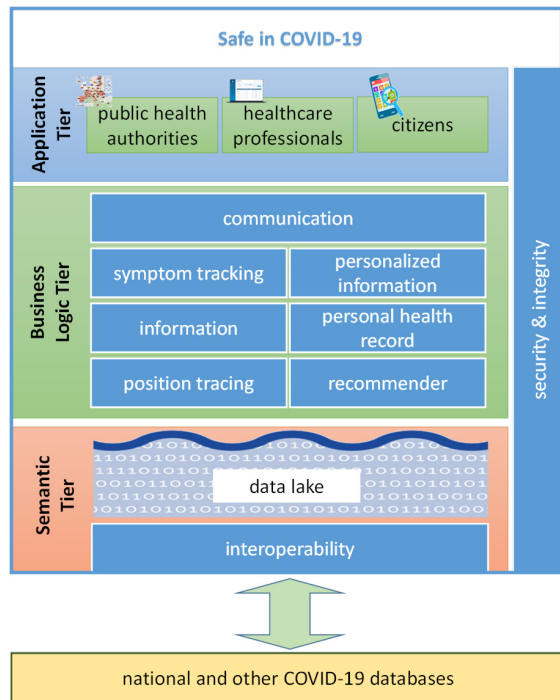 Safe in COVID-19
Application
Tier
public health
authorities
healthcare
professionals
citizens
Business
Logic Tier
communication
symptom tracking
personalized
information
information
personal health
record
position tracing
recommender
security & integrity
Semantic
Tier
data lake
interoperability
national and other COVID-19 databases